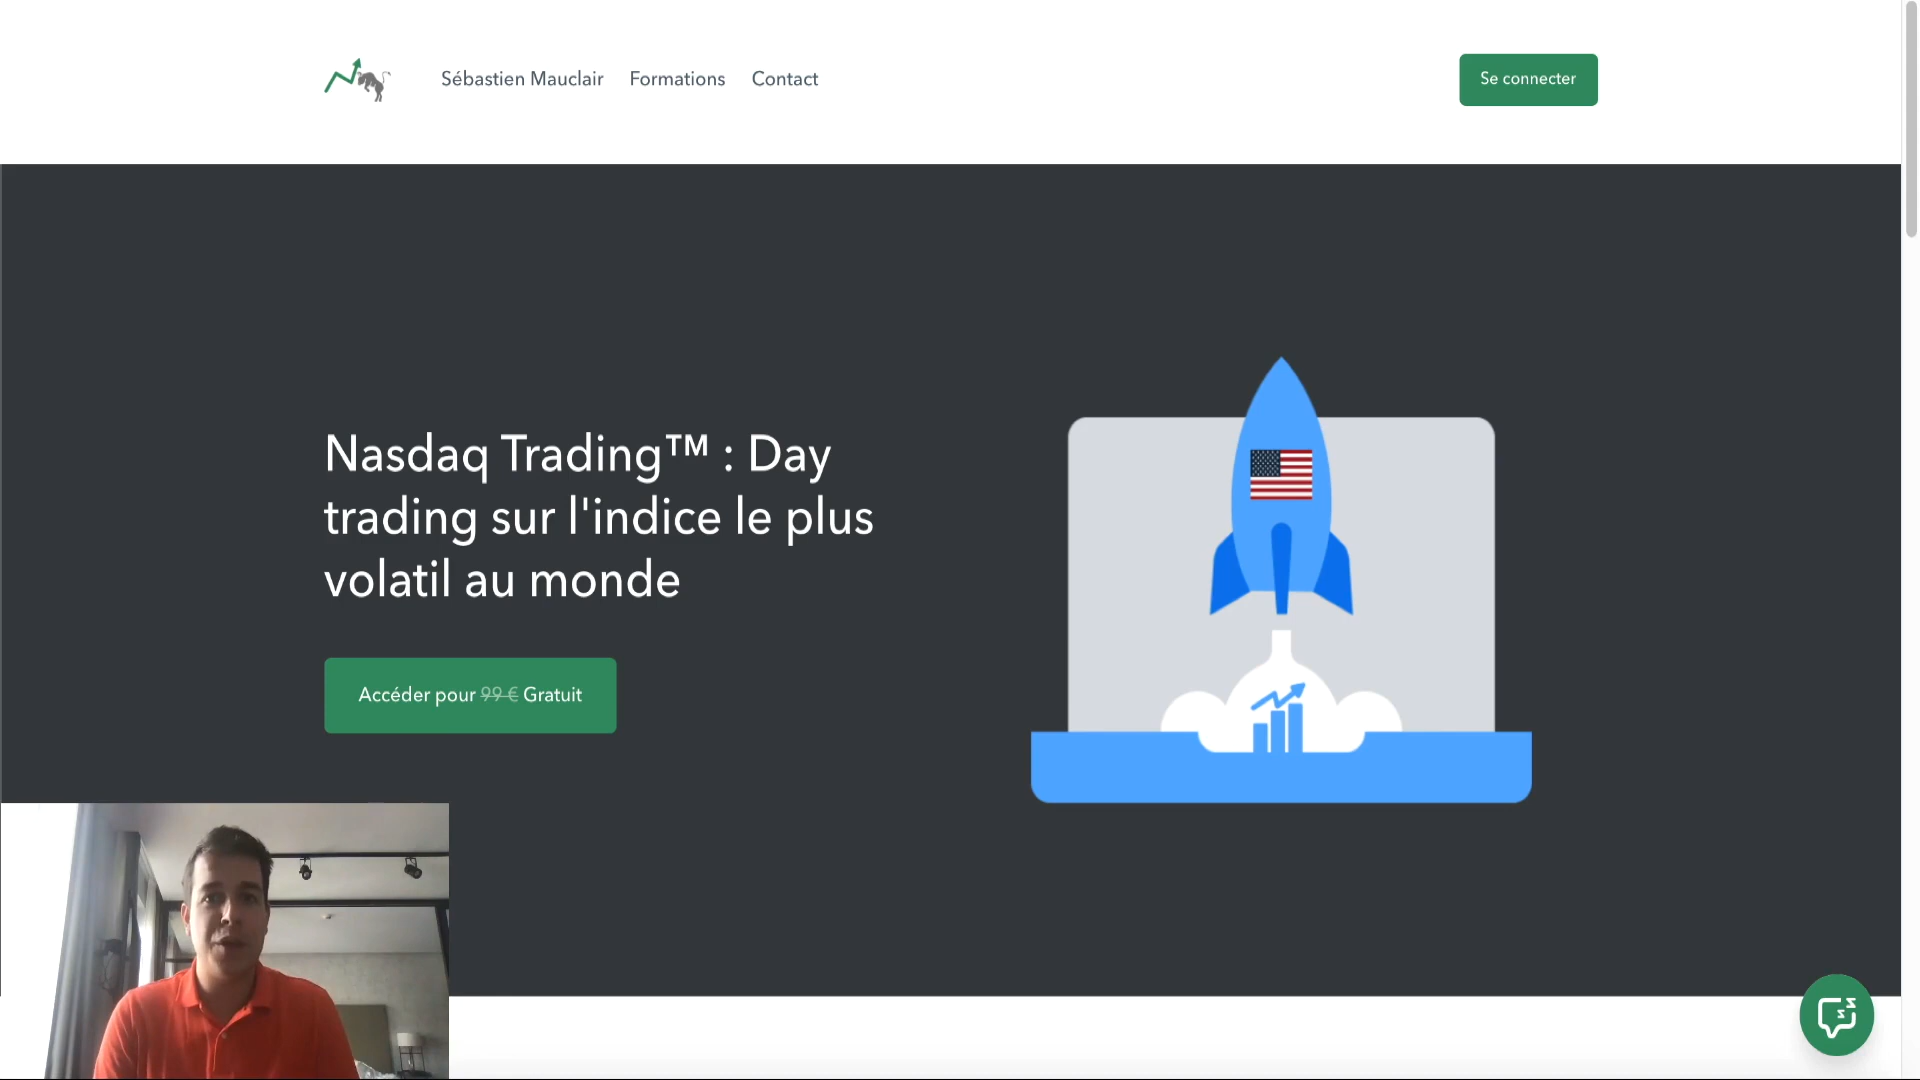 Sébastien Mauclair
Formations
Contact
Se connecter
Nasdaq Trading™ : Day
trading sur l'indice le plus
volatil au monde
Accéder pour 99 € Gratuit